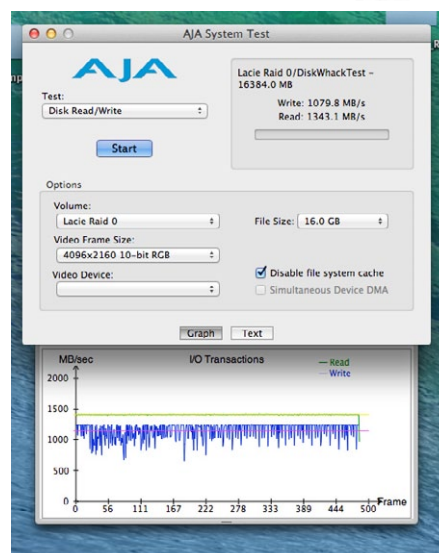 AJA System Test
AJA
Lacie Raid 0/DiskWhackTest –
16384.0 MB
Write: 1079.8 MB/s
Read: 1343.1 MB/s
Test:
Disk Read/Write
Start
Options
Volume:
Lacie Raid 0
File Size: 16.0 GB
Video Frame Size:
4096x2160 10-bit RGB
Video Device:
Disable file system cache
Simultaneous Device DMA
Graph Text
MB/sec I/O Transactions
Read
Write
2000
1500
1000
500
0
0 56 111 167 222 278 333 389 444 500 Frame